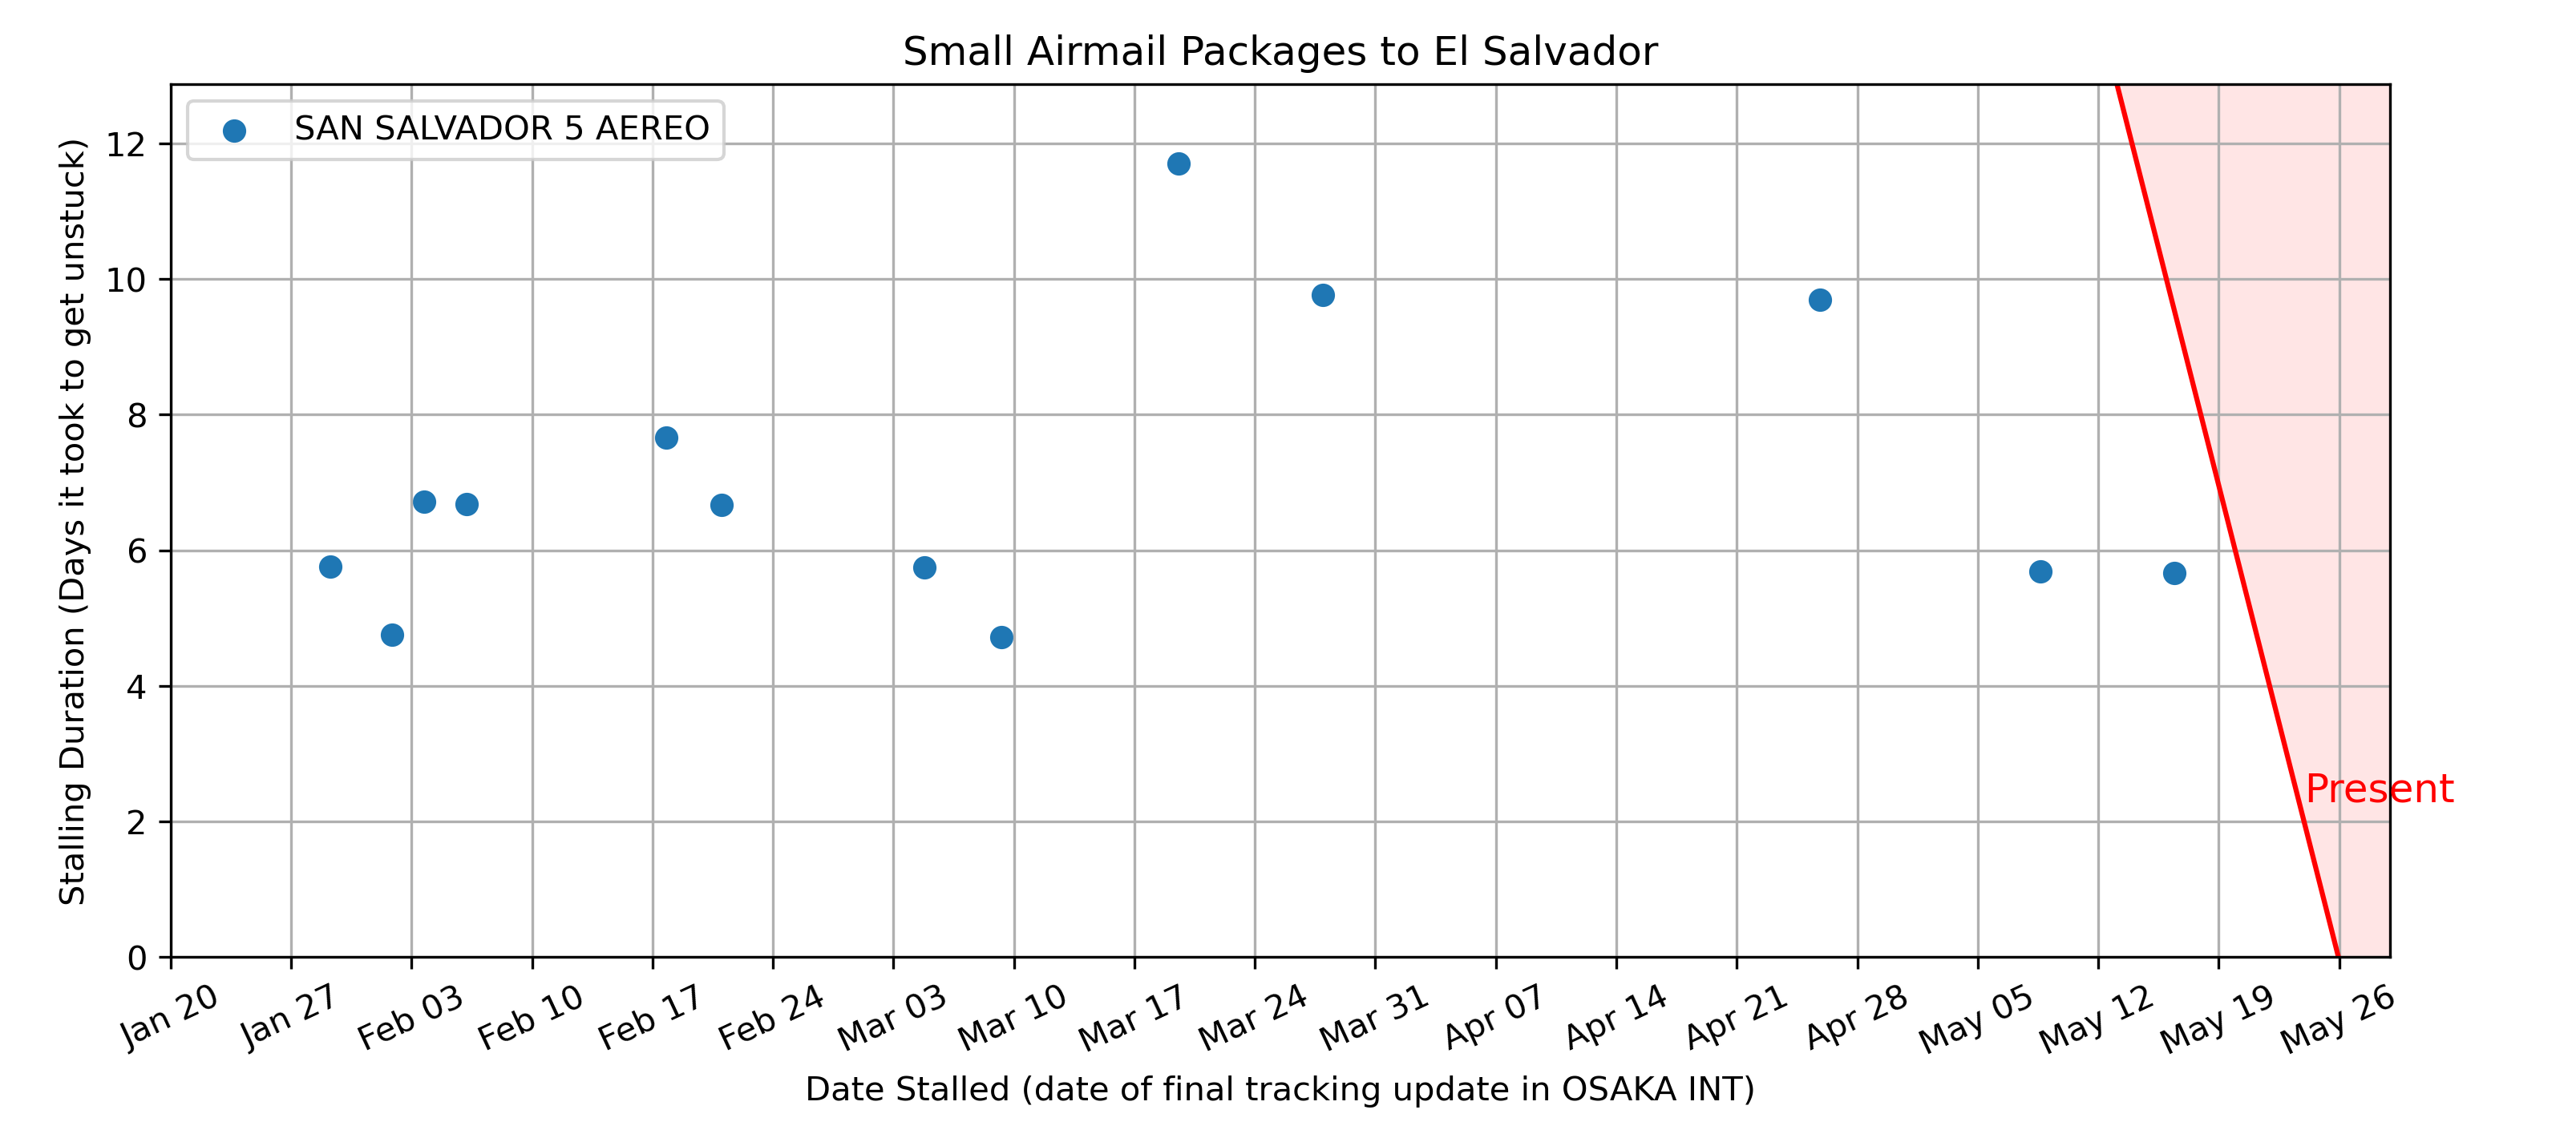 Small Airmail Packages to El Salvador
SAN SALVADOR 5 AEREO
Stalling Duration (Days it took to get unstuck)
12
10
8
6
4
2
0
Present
Jan 20
Jan 27
Feb 03
Feb 10
Feb 17
Feb 24
Mar 03
Mar 10
Mar 17
Mar 24
Mar 31
Apr 07
Apr 14
Apr 21
Apr 28
May 05
May 12
May 19
May 26
Date Stalled (date of final tracking update in OSAKA INT)